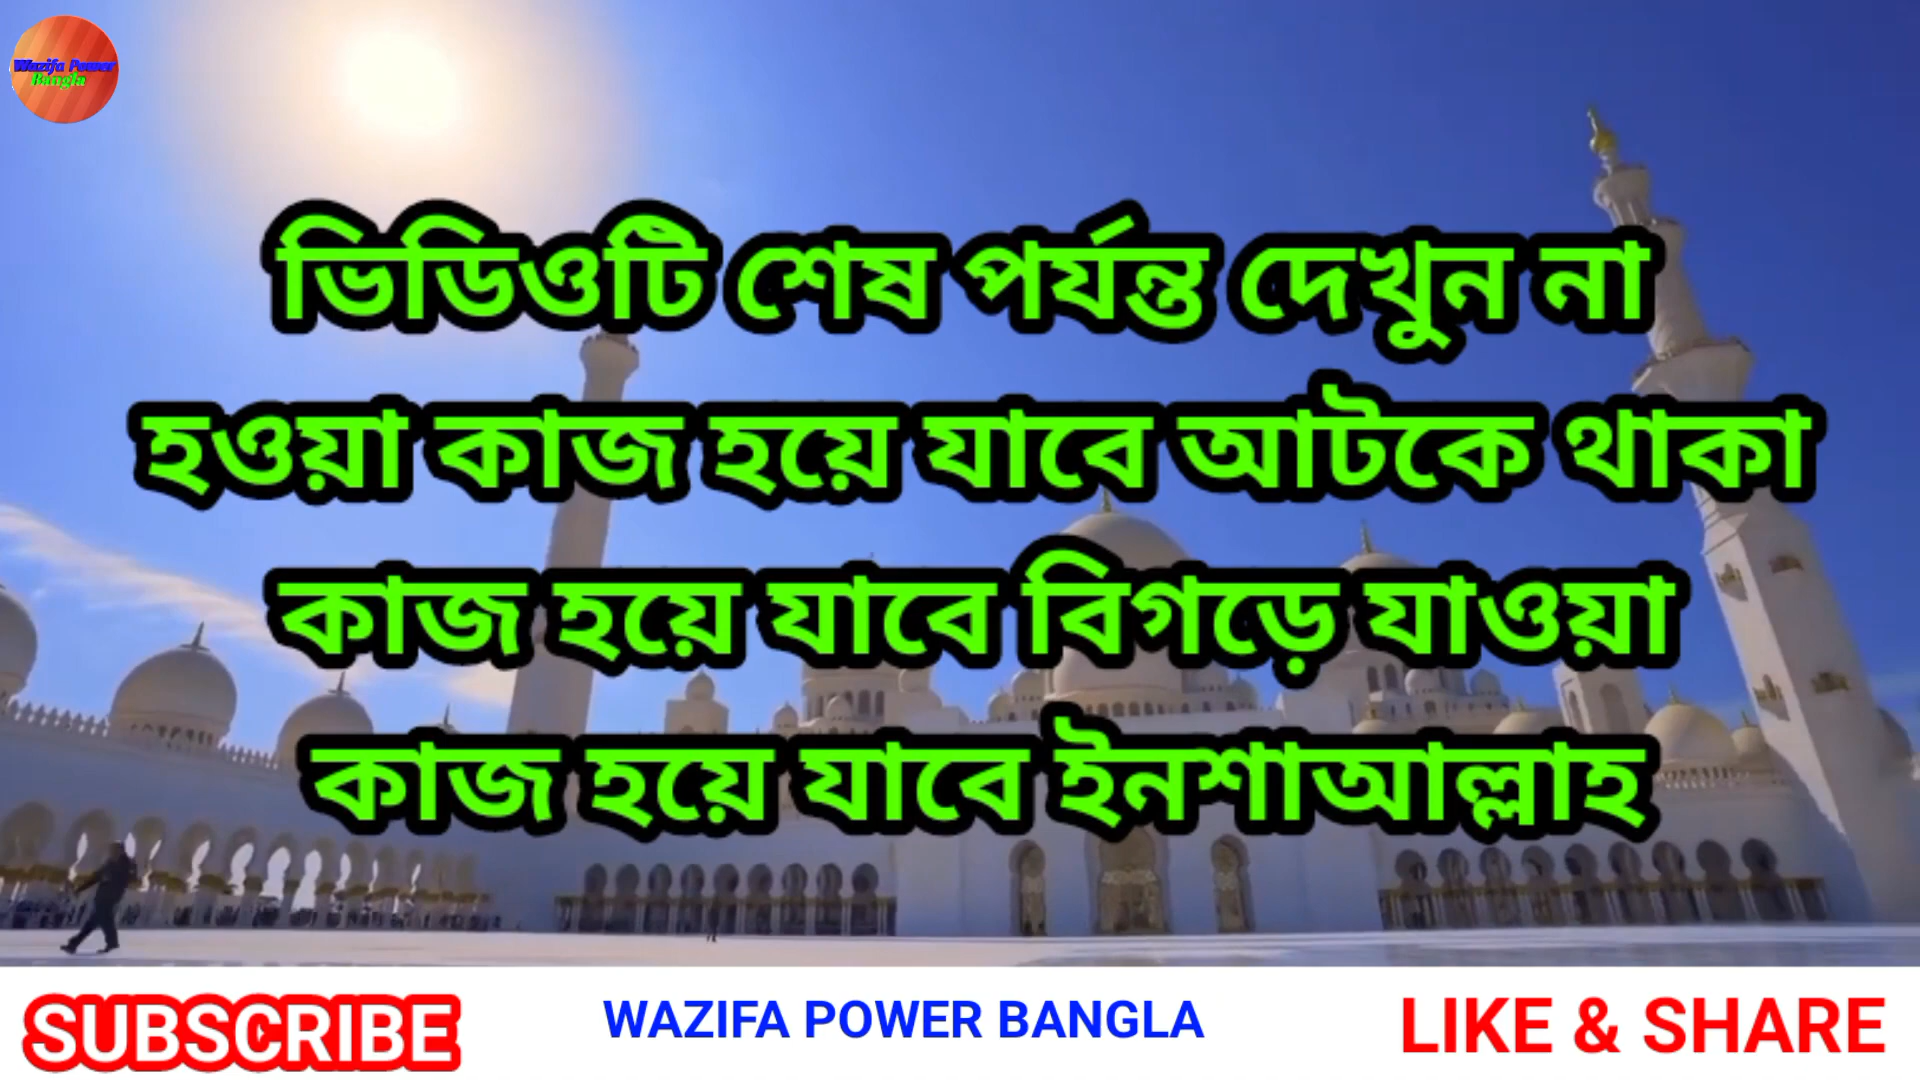 Wazifa Power
Bangla
ভিডিওটি শেষ পর্যন্ত দেখুন না
হওয়া কাজ হয়ে যাবে আটকে থাকা
কাজ হয়ে যাবে বিগড়ে যাওয়া
কাজ হয়ে যাবে ইনশাআল্লাহ
SUBSCRIBE
WAZIFA POWER BANGLA
LIKE & SHARE